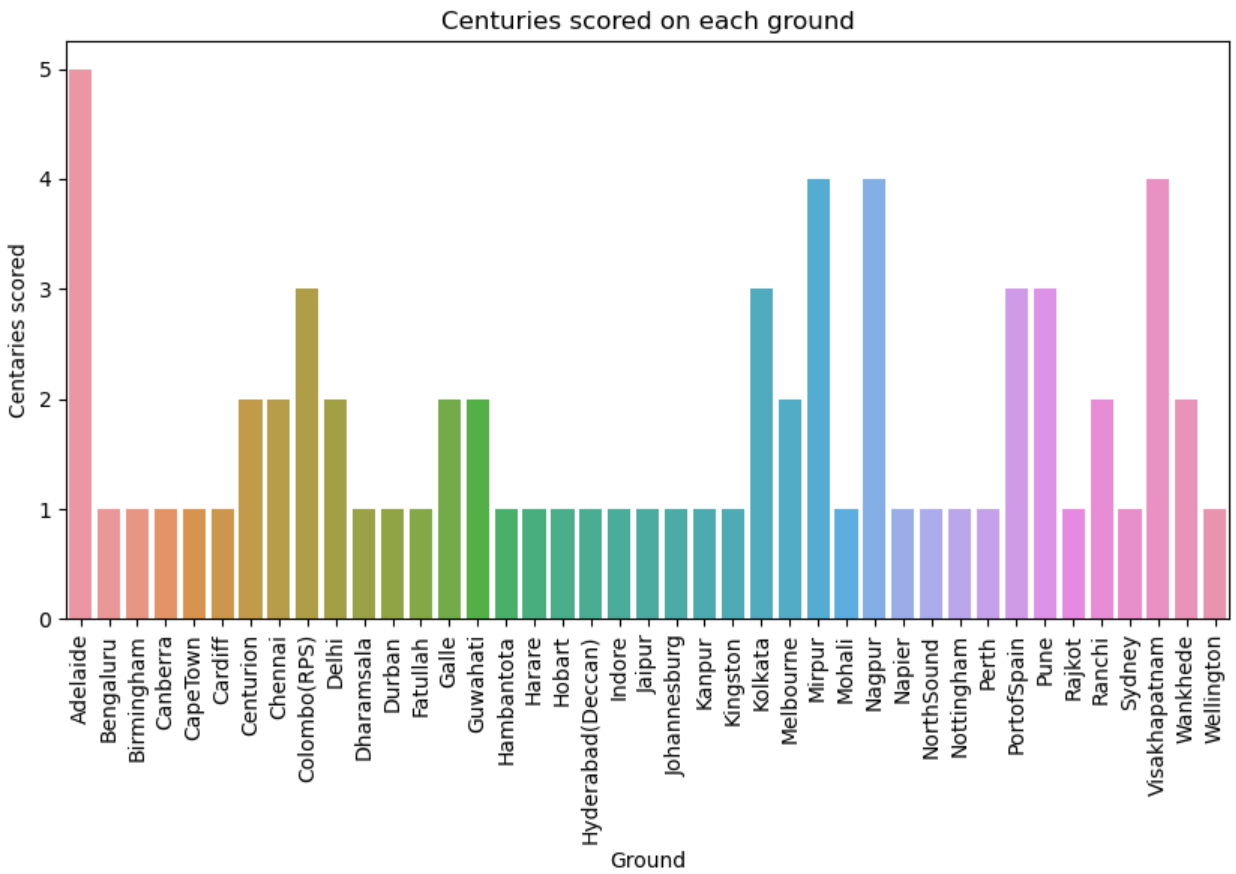 Centuries scored on each ground
Centaries scored
5
4
3
2
1
0
Adelaide
Bengaluru
Birmingham
Canberra
CapeTown
Cardiff
Centurion
Chennai
Colombo(RPS)
Delhi
Dharamsala
Durban
Fatullah
Galle
Guwahati
Hambantota
Harare
Hobart
Hyderabad(Deccan)
Indore
Jaipur
Johannesburg
Kanpur
Kingston
Kolkata
Melbourne
Mirpur
Mohali
Nagpur
Napier
NorthSound
Nottingham
Perth
PortofSpain
Pune
Rajkot
Ranchi
Sydney
Visakhapatnam
Wankhede
Wellington
Ground